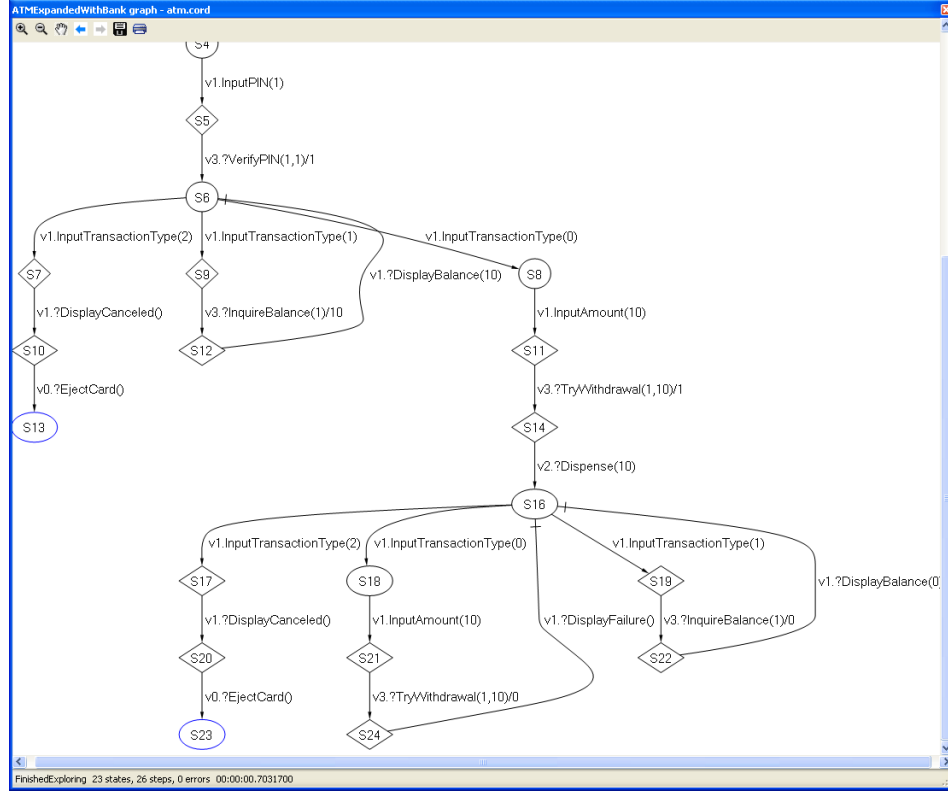 ATMExpandedWithBank graph - atm.cord
S4
v1.InputPIN(1)
S5
v3.?VerifyPIN(1,1)/1
S6
v1.InputTransactionType(2)
v1.InputTransactionType(1)
v1.InputTransactionType(0)
S7
S9
v1.?DisplayBalance(10)
S8
v1.?DisplayCanceled()
v3.?InquireBalance(1)/10
v1.InputAmount(10)
S10
S12
S11
v0.?EjectCard()
v3.?TryWithdrawal(1,10)/1
S13
S14
v2.?Dispense(10)
S16
v1.InputTransactionType(2)
v1.InputTransactionType(0)
v1.InputTransactionType(1)
S17
S18
S19
v1.?DisplayBalance(0)
v1.?DisplayCanceled()
v1.InputAmount(10)
v1.?DisplayFailure()
v3.?InquireBalance(1)/0
S20
S21
S22
v0.?EjectCard()
v3.?TryWithdrawal(1,10)/0
S23
S24
FinishedExploring 23 states, 26 steps, 0 errors 00:00:00.7031700